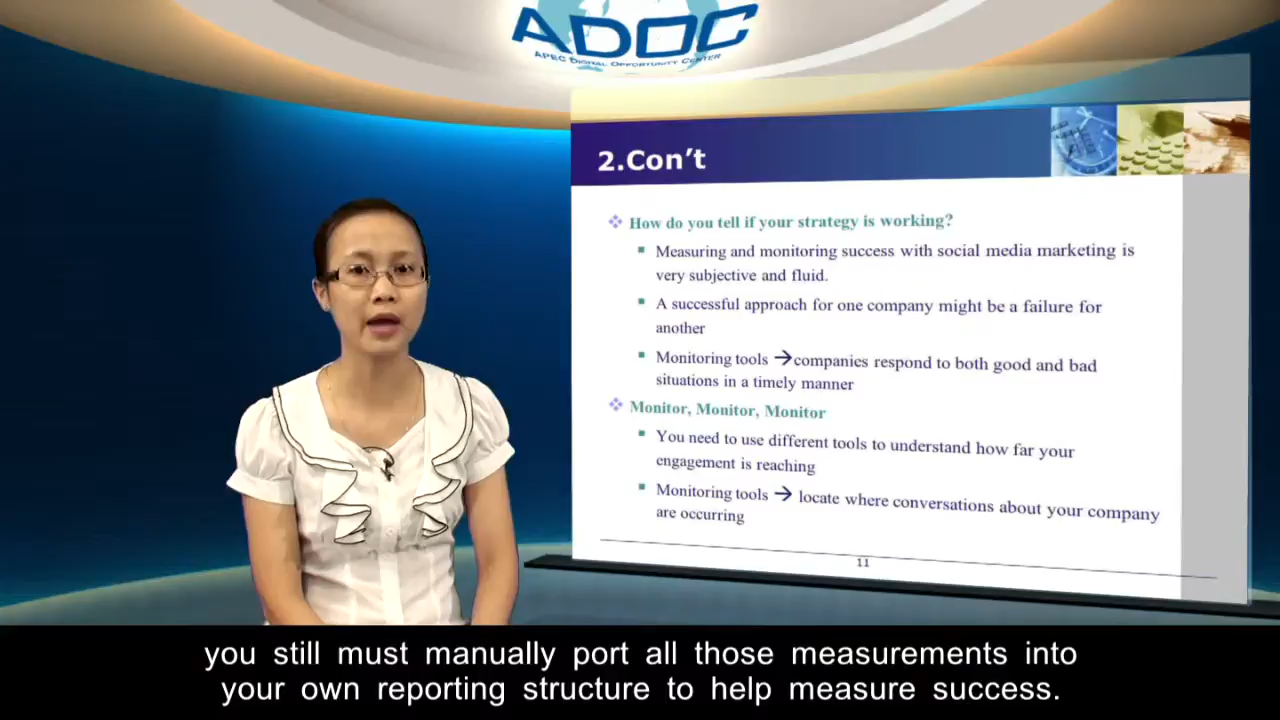 ADOC
APEC DIGITAL OPPORTUNITY CENTER
2.Con't
How do you tell if your strategy is working?
Measuring and monitoring success with social media marketing is
very subjective and fluid.
A successful approach for one company might be a failure for
another
Monitoring tools →companies respond to both good and bad
situations in a timely manner
Monitor, Monitor, Monitor
You need to use different tools to understand how far your
engagement is reaching
Monitoring tools → locate where conversations about your company
are occurring
11
you still must manually port all those measurements into
your own reporting structure to help measure success.